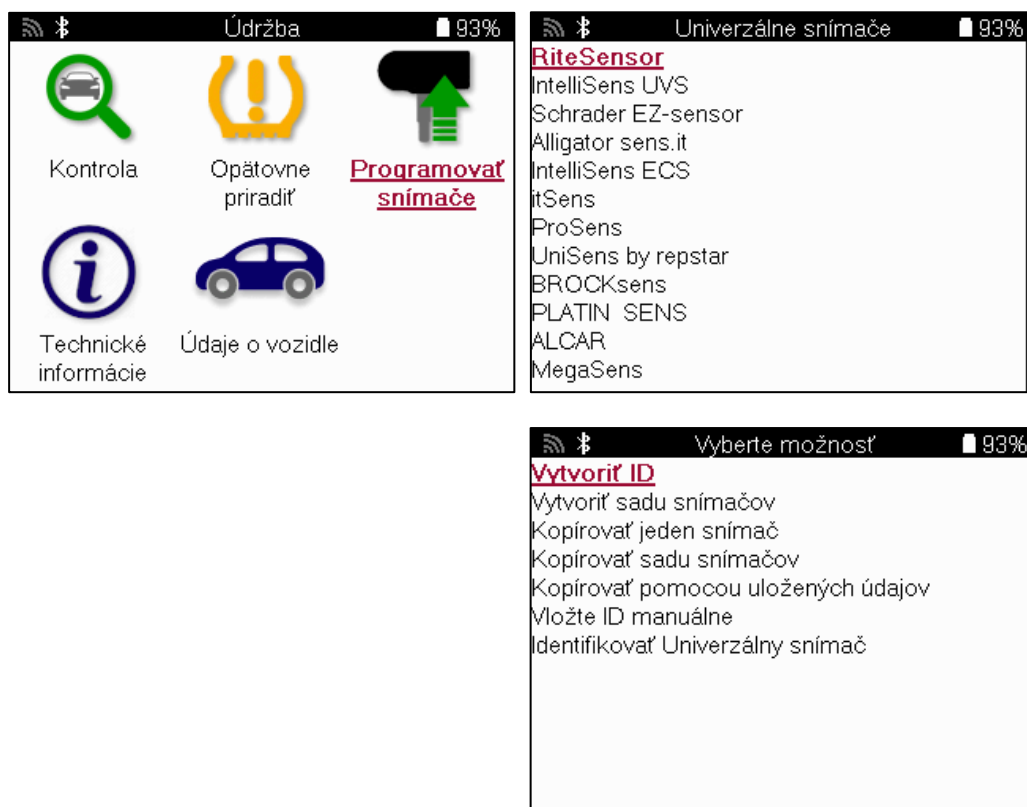 Údržba 93%
Kontrola
Opätovne
priradiť
Programovať
snímače
Technické
informácie
Údaje o vozidle
Univerzálne snímače 93%
RiteSensor
IntelliSens UVS
Schrader EZ-sensor
Alligator sens.it
IntelliSens ECS
itSens
ProSens
UniSens by repstar
BROCKsens
PLATIN SENS
ALCAR
MegaSens
Vyberte možnosť 93%
Vytvoriť ID
Vytvoriť sadu snímačov
Kopírovať jeden snímač
Kopírovať sadu snímačov
Kopírovať pomocou uložených údajov
Vložte ID manuálne
Identifikovať Univerzálny snímač